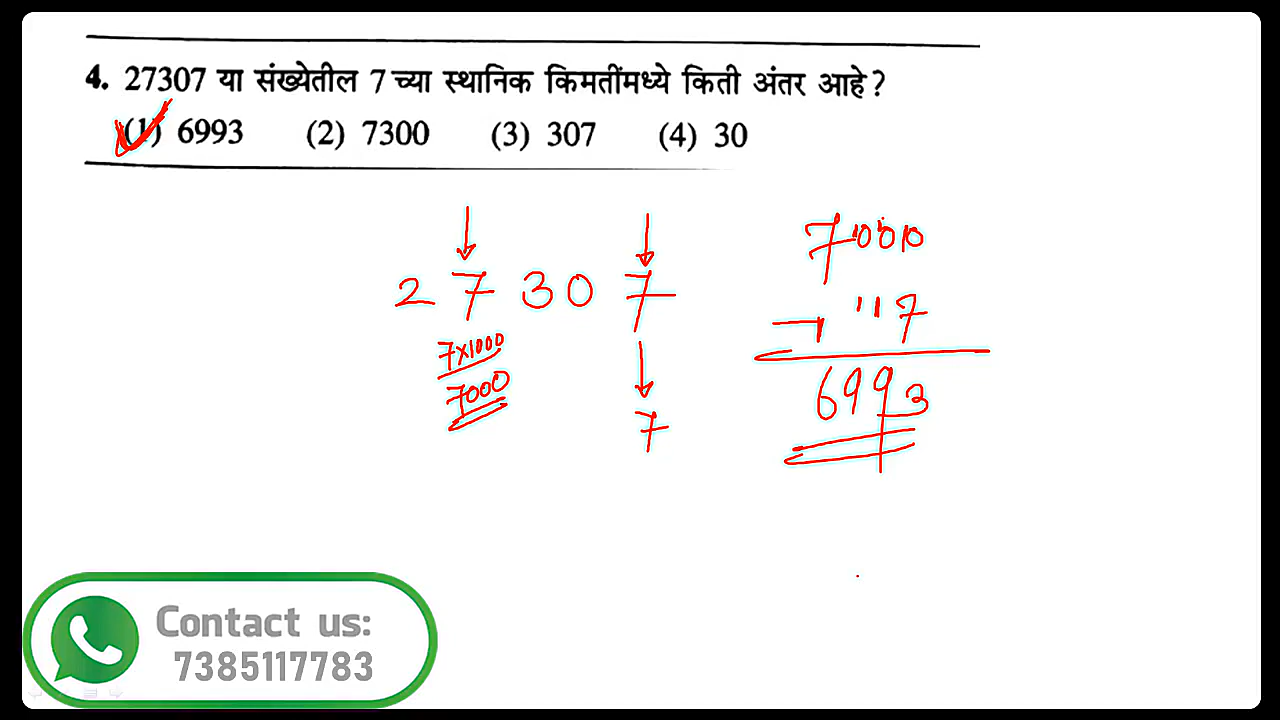 4. 27307 या संख्येतील 7 च्या स्थानिक किमतींमध्ये किती अंतर आहे ?
(1) 6993 (2) 7300 (3) 307 (4) 30
2 7 3 0 7
7×1000
7000
7
7000
- 7
6993
Contact us:
7385117783